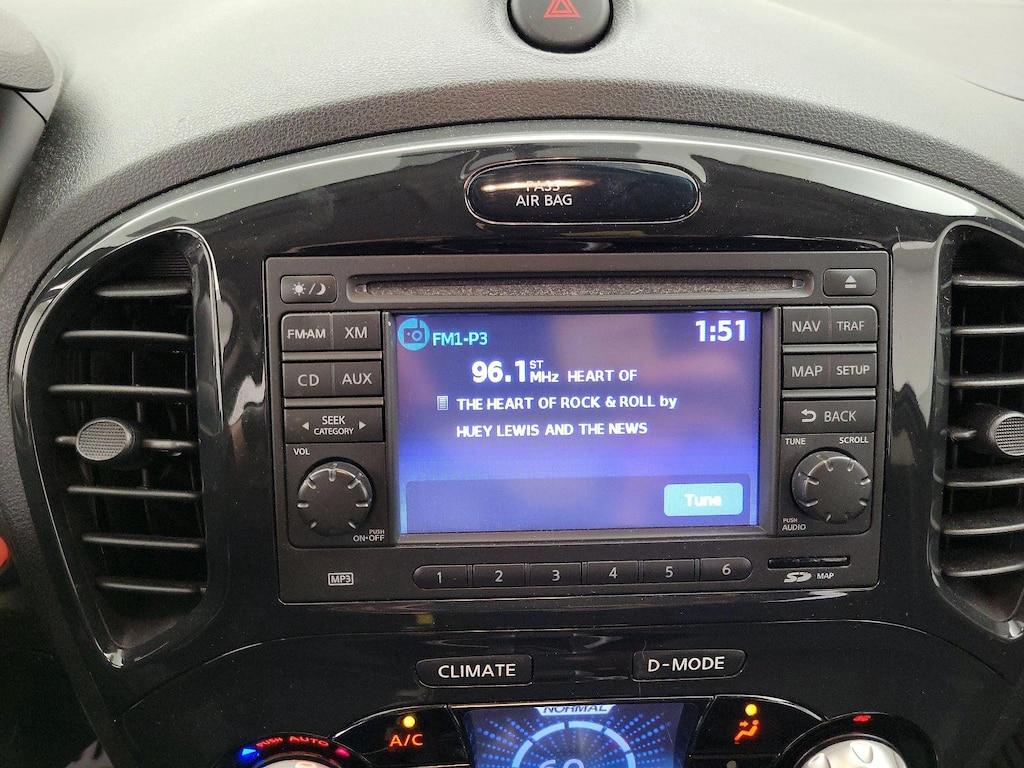 PASS
AIR BAG
FM·AM
XM
CD
AUX
SEEK
CATEGORY
VOL
PUSH
ON·OFF
MP3
FM1-P3
1:51
96.1 ST
MHz HEART OF
THE HEART OF ROCK & ROLL by
HUEY LEWIS AND THE NEWS
Tune
NAV
TRAF
MAP
SETUP
BACK
TUNE
SCROLL
PUSH
AUDIO
1
2
3
4
5
6
SD MAP
CLIMATE
D-MODE
NORMAL
A/C
PUSH AUTO